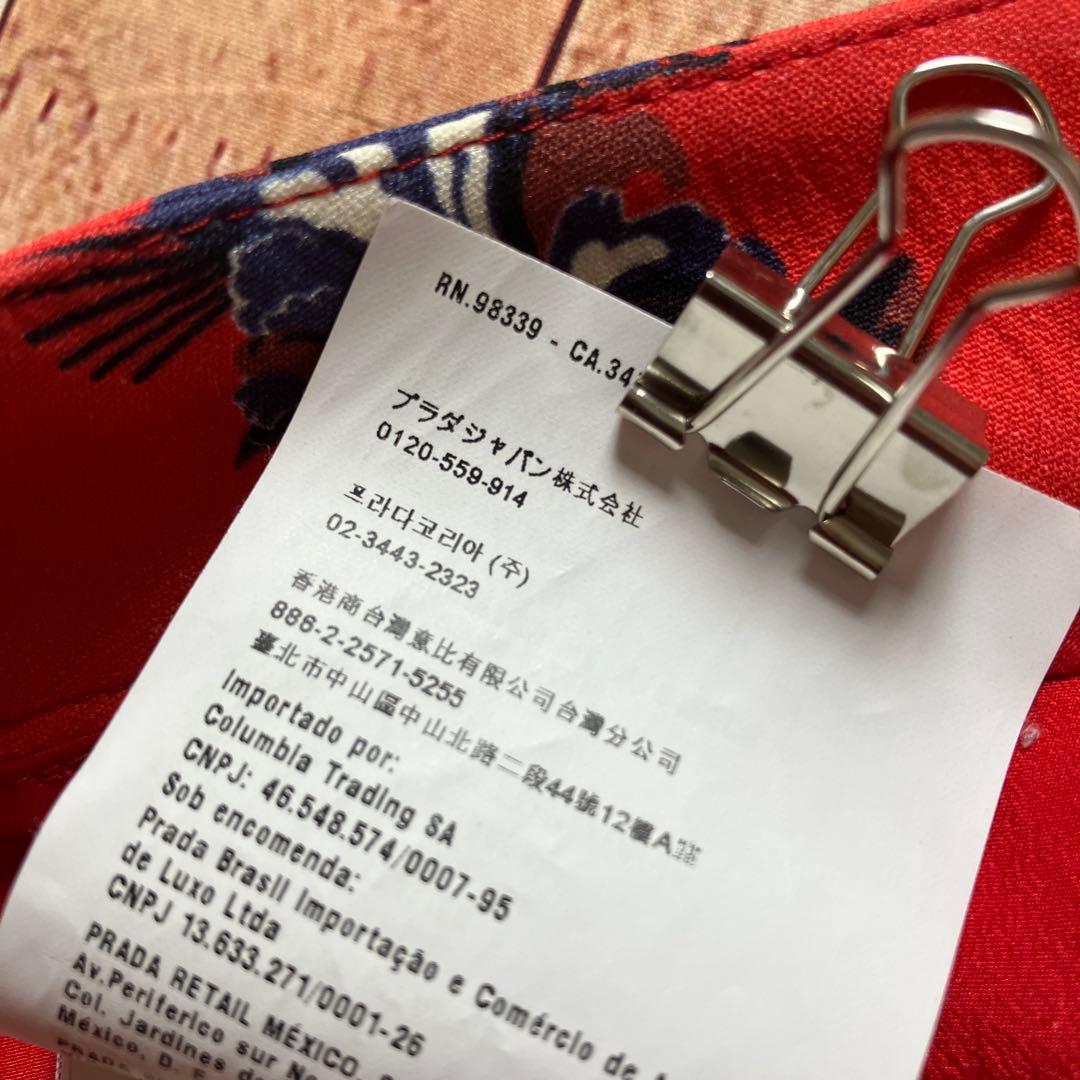 RN.98339 - CA.34
プラダジャパン株式会社
0120-559-914
프라다코리아 (주)
02-3443-2323
香港商台灣意比有限公司台灣分公司
886-2-2571-5255
臺北市中山區中山北路二段44號12樓A
Importado por:
Columbia Trading SA
CNPJ: 46.548.574/0007-95
Sob encomenda:
Prada Brasil Importação e Comércio de
de Luxo Ltda
CNPJ 13.633.271/0001-26
PRADA RETAIL MÉXICO,
Av.Periferico sur
Col. Jardines
México, D.
PRADA